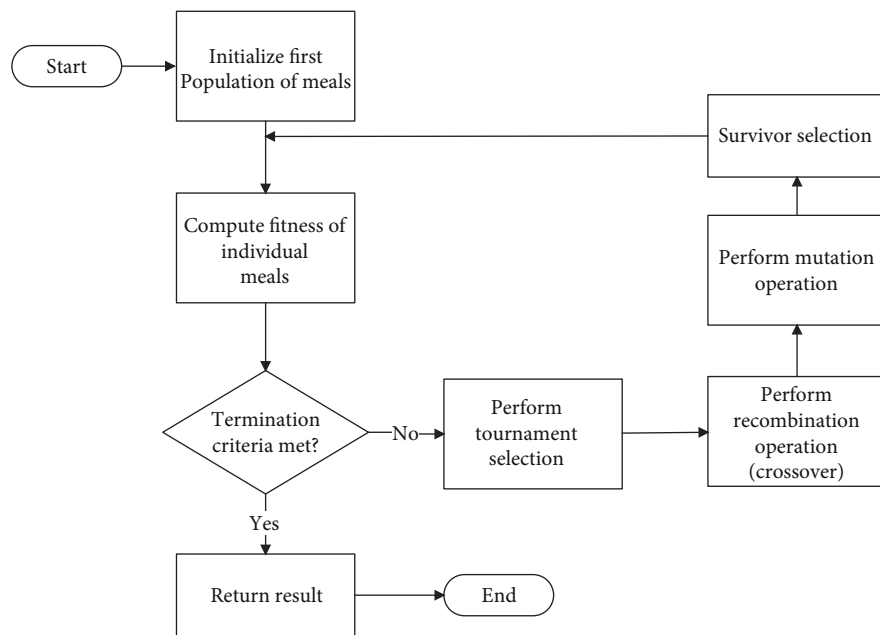 Start
Initialize first
Population of meals
Survivor selection
Compute fitness of
individual
meals
Perform mutation
operation
Termination
criteria met?
No
Perform
tournament
selection
Perform
recombination
operation
(crossover)
Yes
Return result
End